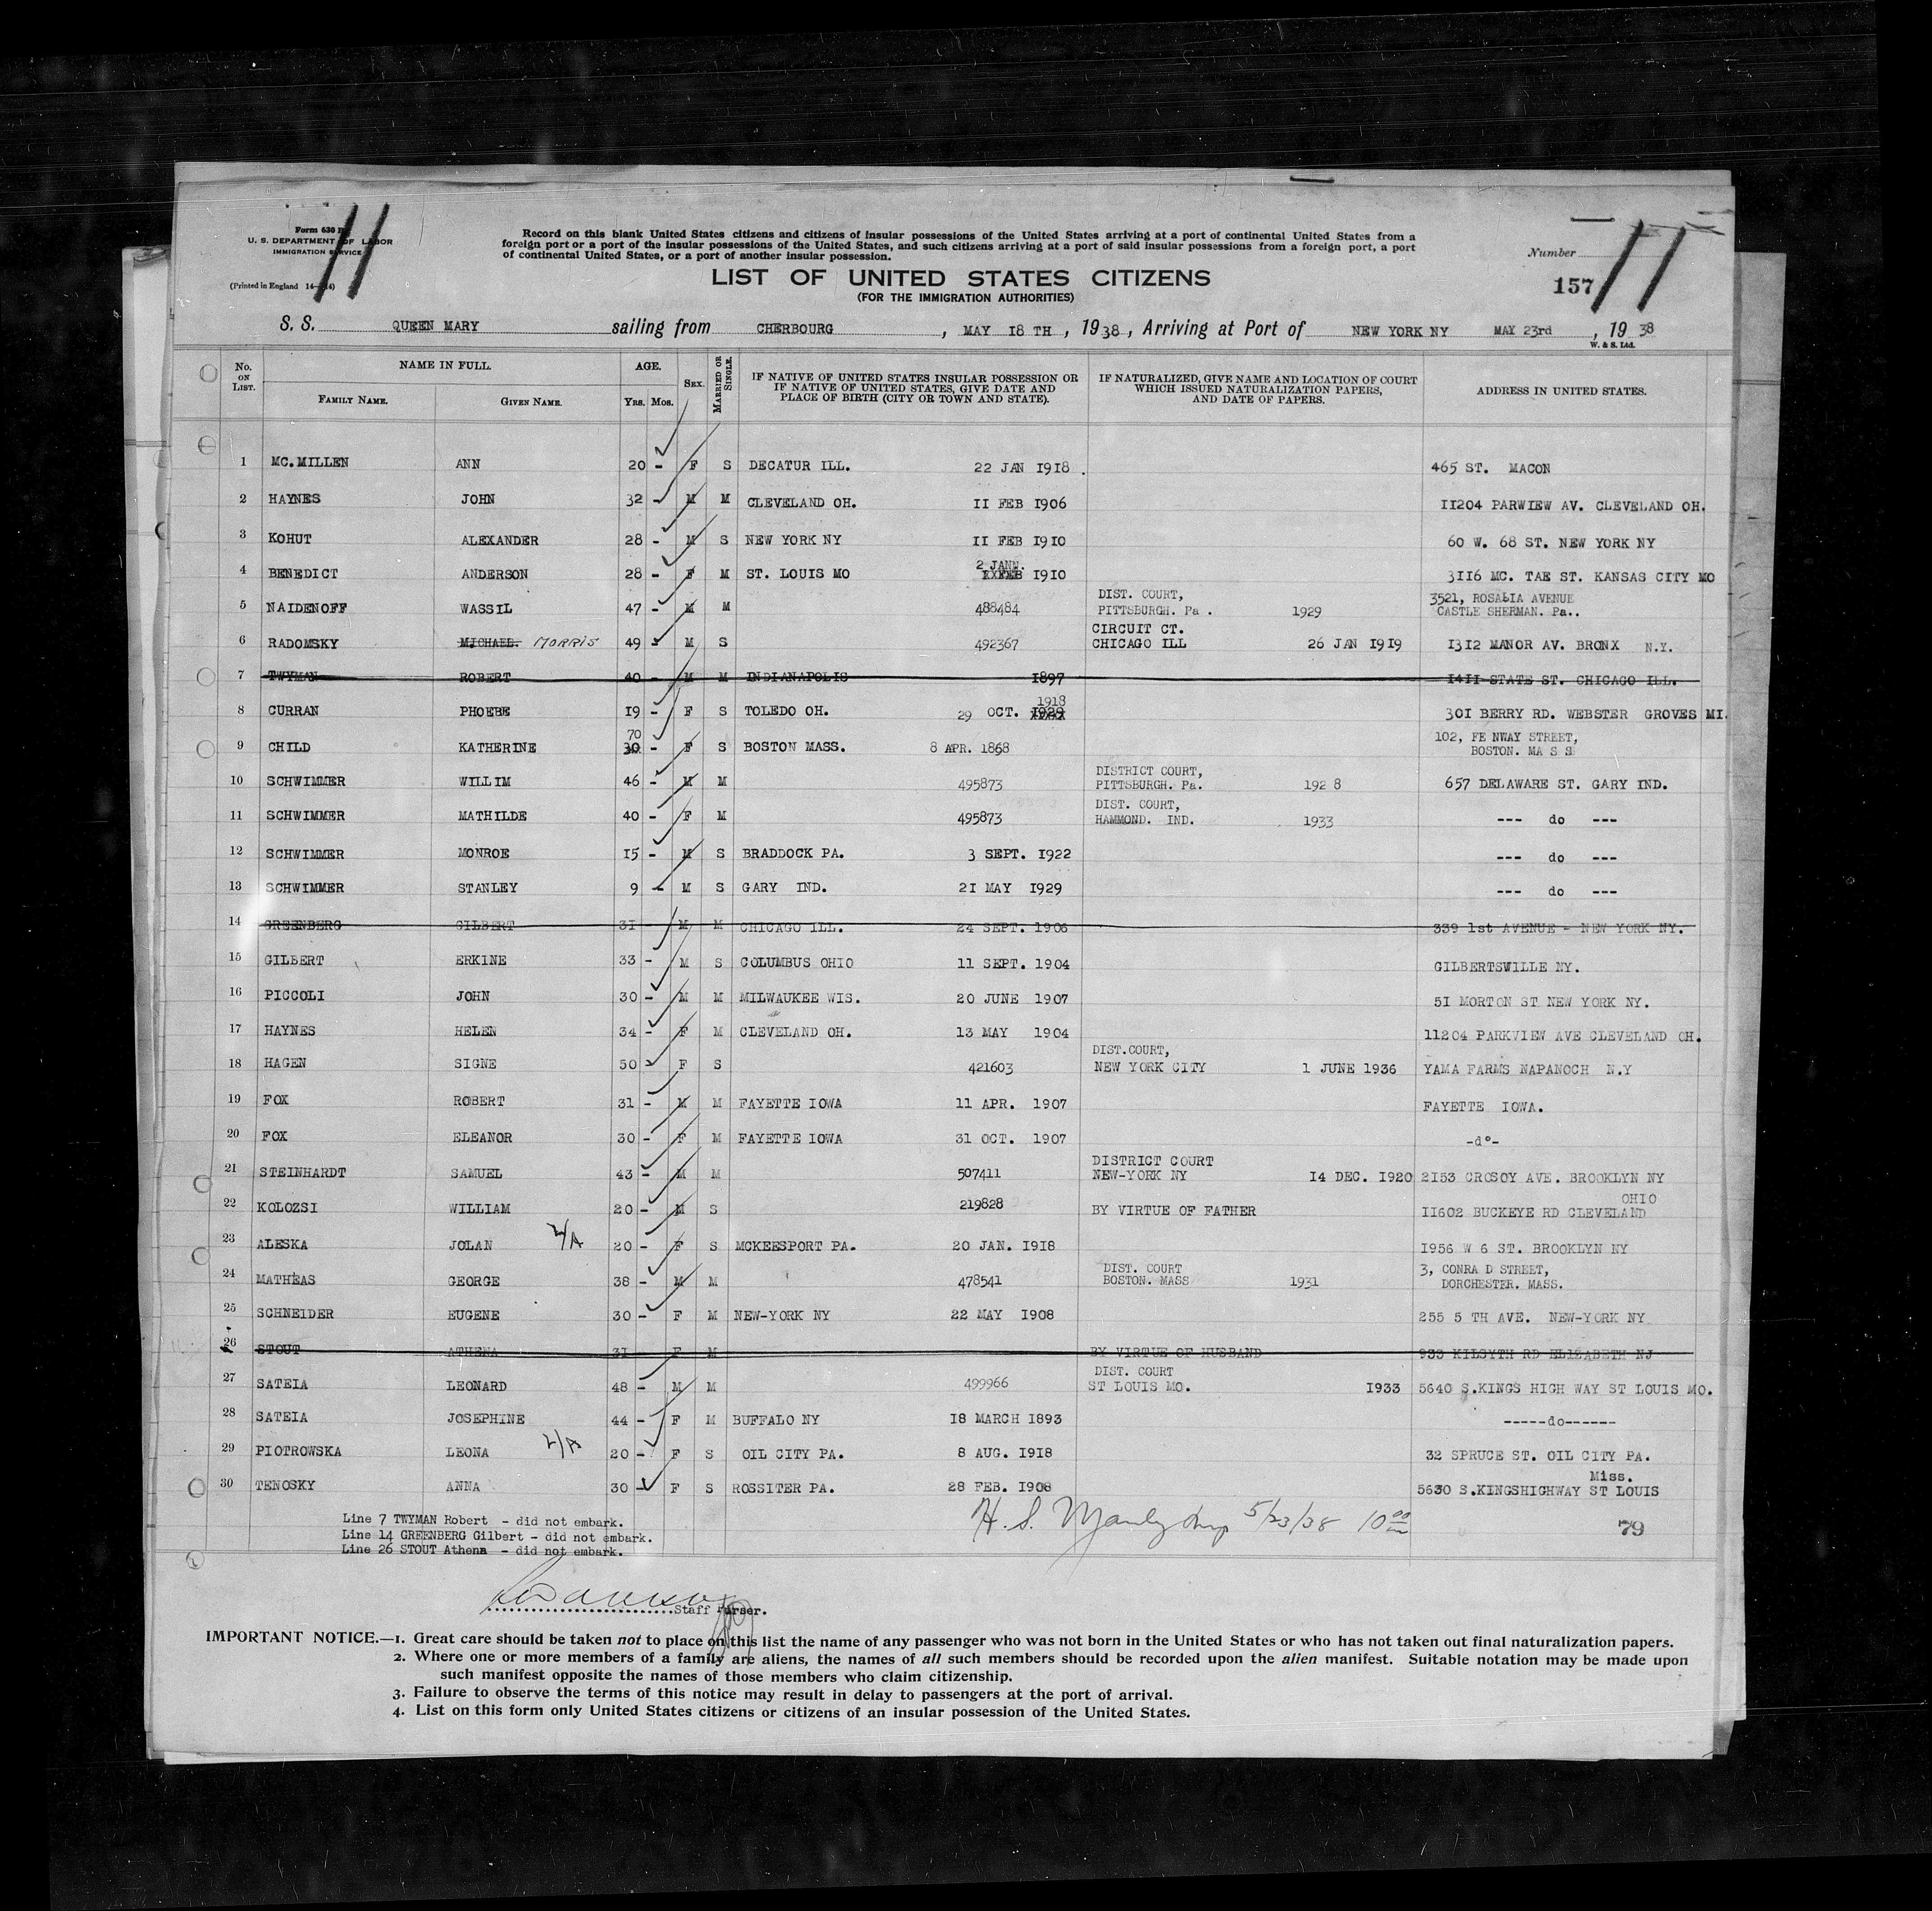 11
Form 630 B
U. S. DEPARTMENT OF LABOR
IMMIGRATION SERVICE
(Printed in England
Record on this blank United States citizens and citizens of insular possessions of the United States arriving at a port of continental United States from a
foreign port or a port of the insular possessions of the United States, and such citizens arriving at a port of said insular possessions from a foreign port, a port
of continental United States, or a port of another insular possession.
LIST OF UNITED STATES CITIZENS
(FOR THE IMMIGRATION AUTHORITIES)
Number
157
11
S. S. QUEEN MARY sailing from CHERBOURG , MAY 18 TH , 1938 , Arriving at Port of NEW YORK NY MAY 23rd , 19 38
W. & S. Ltd.
No. ON LIST. NAME IN FULL. AGE. SEX. MARRIED OR SINGLE. IF NATIVE OF UNITED STATES INSULAR POSSESSION OR IF NATIVE OF UNITED STATES, GIVE DATE AND PLACE OF BIRTH (CITY OR TOWN AND STATE). IF NATURALIZED, GIVE NAME AND LOCATION OF COURT WHICH ISSUED NATURALIZATION PAPERS, AND DATE OF PAPERS. ADDRESS IN UNITED STATES.
FAMILY NAME. GIVEN NAME. YRS. MOS.
1 MC.MILLEN ANN 20 - F S DECATUR ILL. 22 JAN 1918 . 465 ST. MACON
2 HAYNES JOHN 32 - M M CLEVELAND OH. 11 FEB 1906 11204 PARWIEW AV. CLEVELAND OH.
3 KOHUT ALEXANDER 28 - M S NEW YORK NY 11 FEB 1910 60 W. 68 ST. NEW YORK NY
2 JANV.
4 BENEDICT ANDERSON 28 - F M ST. LOUIS MO FEB 1910 3116 MC. TAE ST. KANSAS CITY MO
DIST. COURT, 3521, ROSALIA AVENUE
5 NAIDENOFF WASSIL 47 - M M 488484 PITTSBURGH. Pa . 1929 CASTLE SHERMAN. Pa..
CIRCUIT CT.
6 RADOMSKY MICHAEL. MORRIS 49 - M S 492367 CHICAGO ILL 26 JAN 1919 1312 MANOR AV. BRONX N.Y.
7 TWYMAN ROBERT 40 - M M INDIANAPOLIS 1897 1411 STATE ST. CHICAGO ILL.
1918
8 CURRAN PHOEBE 19 - F S TOLEDO OH. 29 OCT. 1929 301 BERRY RD. WEBSTER GROVES MI.
70 102, FE NWAY STREET,
9 CHILD KATHERINE 30 - F S BOSTON MASS. 8 APR. 1868 BOSTON. MA S S
DISTRICT COURT,
10 SCHWIMMER WILLIM 46 - M M 495873 PITTSBURGH. Pa. 192 8 657 DELAWARE ST. GARY IND.
DIST. COURT,
11 SCHWIMMER MATHILDE 40 - F M 495873 HAMMOND. IND. 1933 --- do ---
12 SCHWIMMER MONROE 15 - M S BRADDOCK PA. 3 SEPT. 1922 --- do ---
13 SCHWIMMER STANLEY 9 - M S GARY IND. 21 MAY 1929 --- do ---
14 GREENBERG GILBERT 31 - M M CHICAGO ILL. 24 SEPT. 1906 339 1st AVENUE - NEW YORK NY.
15 GILBERT ERKINE 33 - M S COLUMBUS OHIO 11 SEPT. 1904 GILBERTSWILLE NY.
16 PICCOLI JOHN 30 - M M MILWAUKEE WIS. 20 JUNE 1907 51 MORTON ST NEW YORK NY.
17 HAYNES HELEN 34 - F M CLEVELAND OH. 13 MAY 1904 11204 PARKVIEW AVE CLEVELAND OH.
DIST.COURT,
18 HAGEN SIGNE 50 - F S 421603 NEW YORK CITY 1 JUNE 1936 YAMA FARMS NAPANOCH N.Y
19 FOX ROBERT 31 - M M FAYETTE IOWA 11 APR. 1907 FAYETTE IOWA.
20 FOX ELEANOR 30 - F M FAYETTE IOWA 31 OCT. 1907 -d°-
DISTRICT COURT
21 STEINHARDT SAMUEL 43 - M M 507411 NEW-YORK NY 14 DEC. 1920 2153 CROSOY AVE. BROOKLYN NY
OHIO
22 KOLOZSI WILLIAM 20 - M S 219828 BY VIRTUE OF FATHER 11602 BUCKEYE RD CLEVELAND
23 ALESKA JOLAN 20 - F S MCKEESPORT PA. 20 JAN. 1918 1956 W 6 ST. BROOKLYN NY
DIST. COURT 3, CONRA D STREET,
24 MATHEAS GEORGE 38 - M M 478541 BOSTON. MASS 1931 DORCHESTER. MASS.
25 SCHNEIDER EUGENE 30 - F M NEW-YORK NY 22 MAY 1908 255 5 TH AVE. NEW-YORK NY
26 STOUT ATHENA 31 F M BY VIRTUE OF HUSBAND 933 KILSYTH RD ELIZABETH NJ
DIST. COURT
27 SATEIA LEONARD 48 - M M 499966 ST LOUIS MO. 1933 5640 S.KINGS HIGH WAY ST LOUIS MO.
28 SATEIA JOSEPHINE 44 - F M BUFFALO NY 18 MARCH 1893 -----do------
29 PIOTROWSKA LEONA 20 - F S OIL CITY PA. 8 AUG. 1918 32 SPRUCE ST. OIL CITY PA.
Miss.
30 TENOSKY ANNA 30 - F S ROSSITER PA. 28 FEB. 1908 5630 S.KINGSHIGHWAY ST LOUIS
Line 7 TWYMAN Robert - did not embark.
Line 14 GREENBERG Gilbert - did not embark.
Line 26 STOUT Athena - did not embark.
H. S. 5/23/38 10 00
79
Staff Purser.
IMPORTANT NOTICE.—1. Great care should be taken not to place on this list the name of any passenger who was not born in the United States or who has not taken out final naturalization papers.
2. Where one or more members of a family are aliens, the names of all such members should be recorded upon the alien manifest. Suitable notation may be made upon
such manifest opposite the names of those members who claim citizenship.
3. Failure to observe the terms of this notice may result in delay to passengers at the port of arrival.
4. List on this form only United States citizens or citizens of an insular possession of the United States.